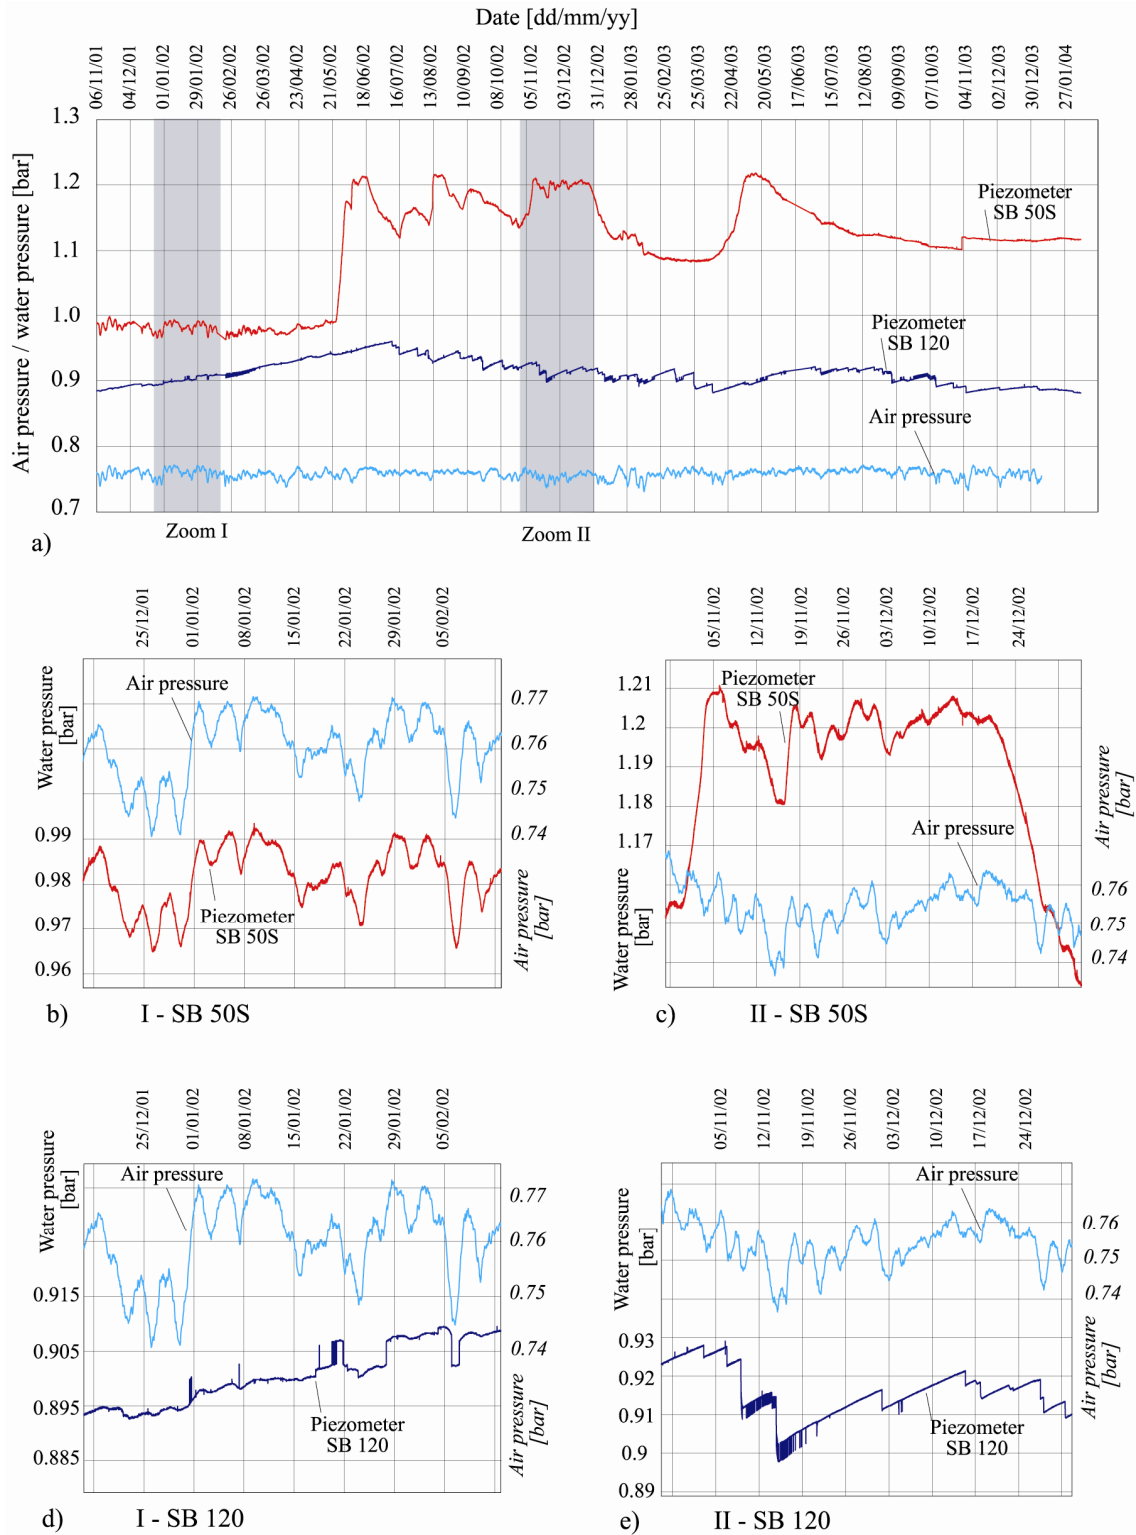 Date [dd/mm/yy]
06/11/01 04/12/01 01/01/02 29/01/02 26/02/02 26/03/02 23/04/02 21/05/02 18/06/02 16/07/02 13/08/02 10/09/02 08/10/02 05/11/02 03/12/02 31/12/02 28/01/03 25/02/03 25/03/03 22/04/03 20/05/03 17/06/03 15/07/03 12/08/03 09/09/03 07/10/03 04/11/03 02/12/03 30/12/03 27/01/04
Air pressure / water pressure [bar]
1.3
1.2
1.1
1.0
0.9
0.8
0.7
Piezometer
SB 50S
Piezometer
SB 120
Air pressure
Zoom I
Zoom II
a)
25/12/01 01/01/02 08/01/02 15/01/02 22/01/02 29/01/02 05/02/02
Water pressure
[bar]
Air pressure
0.77
0.76
0.75
0.74
0.99
0.98
0.97
0.96
Piezometer
SB 50S
Air pressure
[bar]
b)
I - SB 50S
05/11/02 12/11/02 19/11/02 26/11/02 03/12/02 10/12/02 17/12/02 24/12/02
1.21
1.2
1.19
1.18
1.17
Piezometer
SB 50S
Air pressure
[bar]
Air pressure
Water pressure
[bar]
0.76
0.75
0.74
c)
II - SB 50S
25/12/01 01/01/02 08/01/02 15/01/02 22/01/02 29/01/02 05/02/02
Water pressure
[bar]
Air pressure
0.77
0.76
0.75
0.74
0.915
0.905
0.895
0.885
Piezometer
SB 120
Air pressure
[bar]
d)
I - SB 120
05/11/02 12/11/02 19/11/02 26/11/02 03/12/02 10/12/02 17/12/02 24/12/02
Water pressure
[bar]
Air pressure
0.76
0.75
0.74
0.93
0.92
0.91
0.9
0.89
Piezometer
SB 120
Air pressure
[bar]
e)
II - SB 120